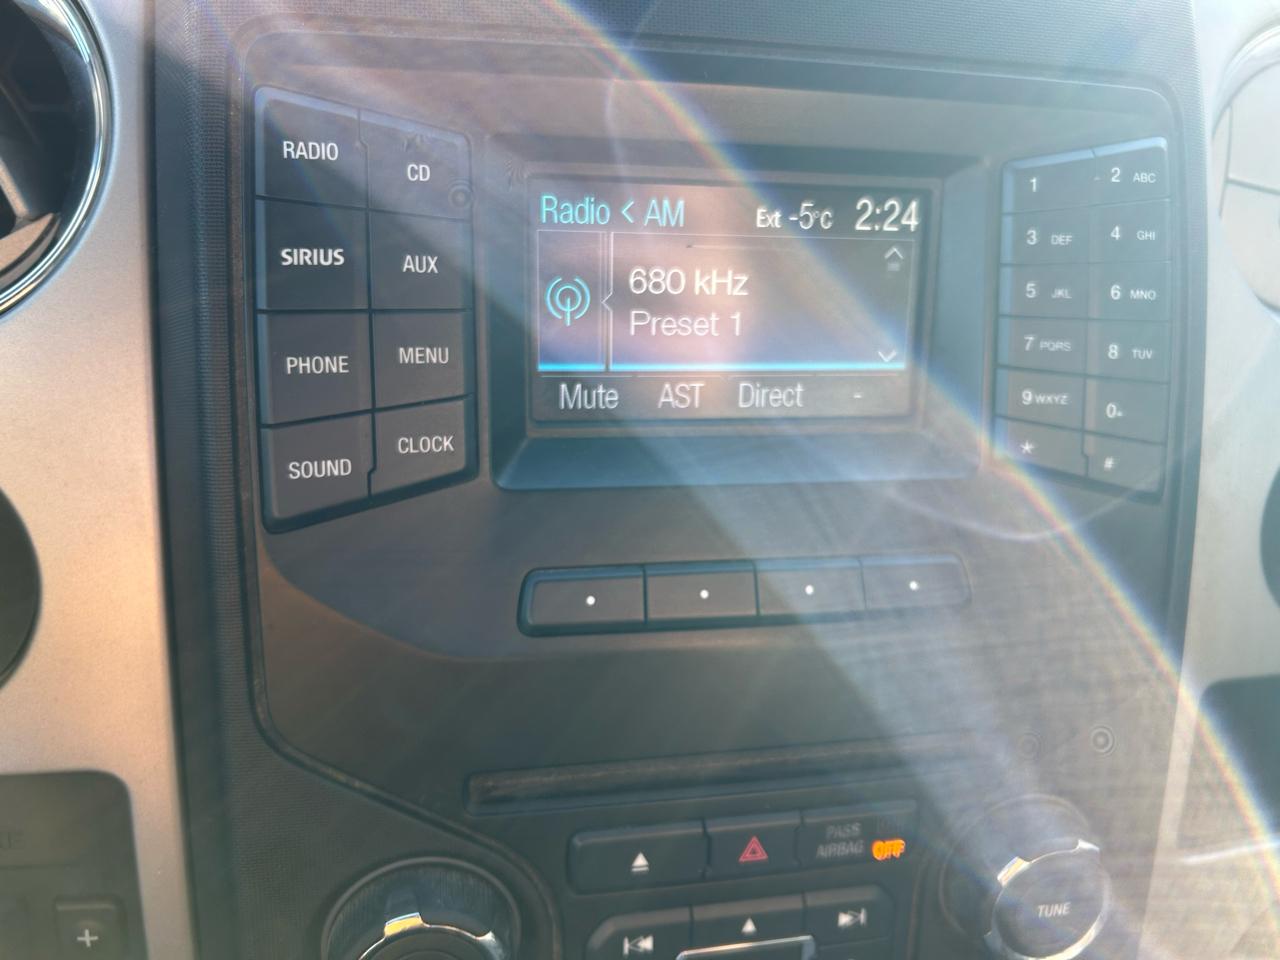 RADIO
CD
SIRIUS
AUX
PHONE
MENU
SOUND
CLOCK
Radio < AM Ext -5°C 2:24
680 kHz
Preset 1
Mute AST Direct -
1 2 ABC
3 DEF 4 GHI
5 JKL 6 MNO
7 PQRS 8 TUV
9 WXYZ 0+
* #
PASS
AIRBAG OFF
TUNE
+